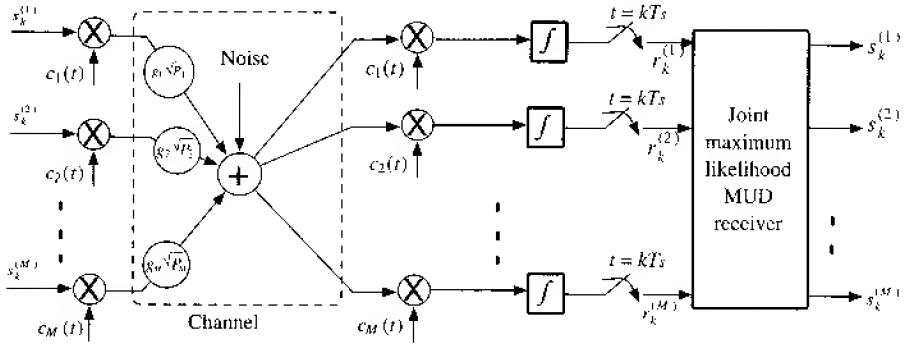 s_k^{(1)}
c_1(t)
g_1√P_1
Noise
c_1(t)
∫
t = kTs
r_k^{(1)}
s_k^{(1)}
s_k^{(2)}
c_2(t)
g_2√P_2
+
c_2(t)
∫
t = kTs
r_k^{(2)}
s_k^{(2)}
Joint
maximum
likelihood
MUD
receiver
s_k^{(M)}
c_M(t)
g_M√P_M
Channel
c_M(t)
∫
t = kTs
r_k^{(M)}
s_k^{(M)}